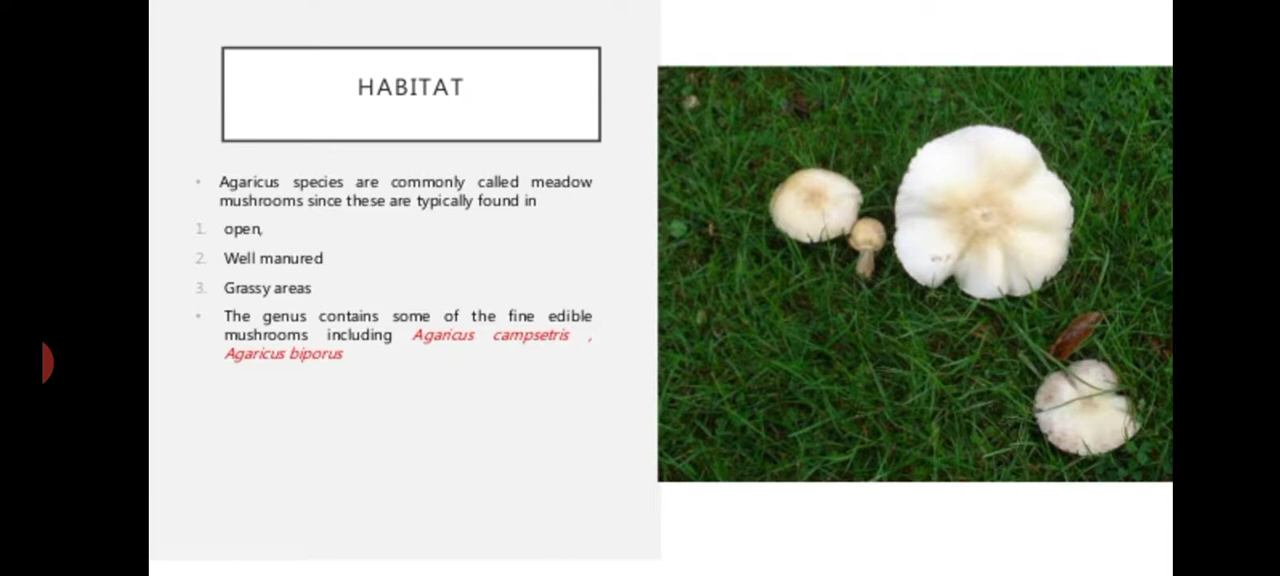 HABITAT
• Agaricus species are commonly called meadow
mushrooms since these are typically found in
1. open,
2. Well manured
3. Grassy areas
• The genus contains some of the fine edible
mushrooms including Agaricus campsetris ,
Agaricus biporus